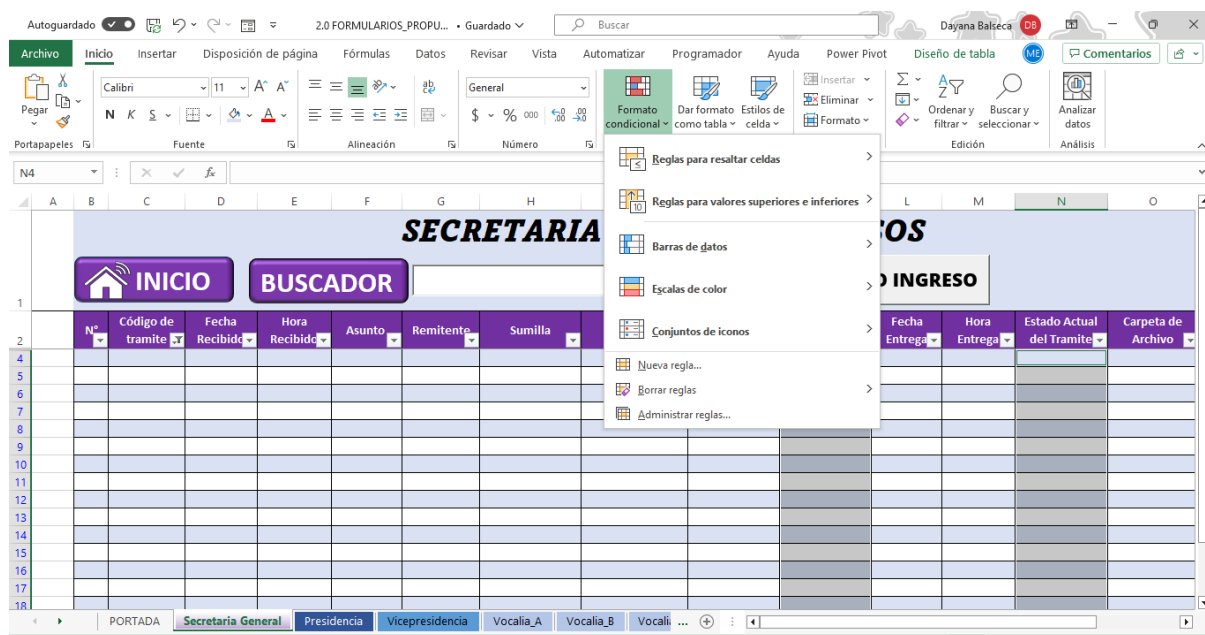 Autoguardado 2.0 FORMULARIOS_PROPU... • Guardado Buscar Dayana Balseca DB
Archivo Inicio Insertar Disposición de página Fórmulas Datos Revisar Vista Automatizar Programador Ayuda Power Pivot Diseño de tabla ME Comentarios
Pegar
Calibri 11 A^ A˅
N K S A
ab
General
$ % 000
Formato condicional
Dar formato como tabla
Estilos de celda
Insertar
Eliminar
Formato
Ordenar y filtrar
Buscar y seleccionar
Analizar datos
Portapapeles Fuente Alineación Número Edición Análisis
N4 fx
Reglas para resaltar celdas
Reglas para valores superiores e inferiores
Barras de datos
Escalas de color
Conjuntos de iconos
Nueva regla...
Borrar reglas
Administrar reglas...
A B C D E F G H L M N O
SECRETARIA OS
1 INICIO BUSCADOR INGRESO
2 N° Código de tramite Fecha Recibido Hora Recibido Asunto Remitente Sumilla Fecha Entrega Hora Entrega Estado Actual del Tramite Carpeta de Archivo
4
5
6
7
8
9
10
11
12
13
14
15
16
17
18
PORTADA Secretaria General Presidencia Vicepresidencia Vocalia_A Vocalia_B Vocali ...